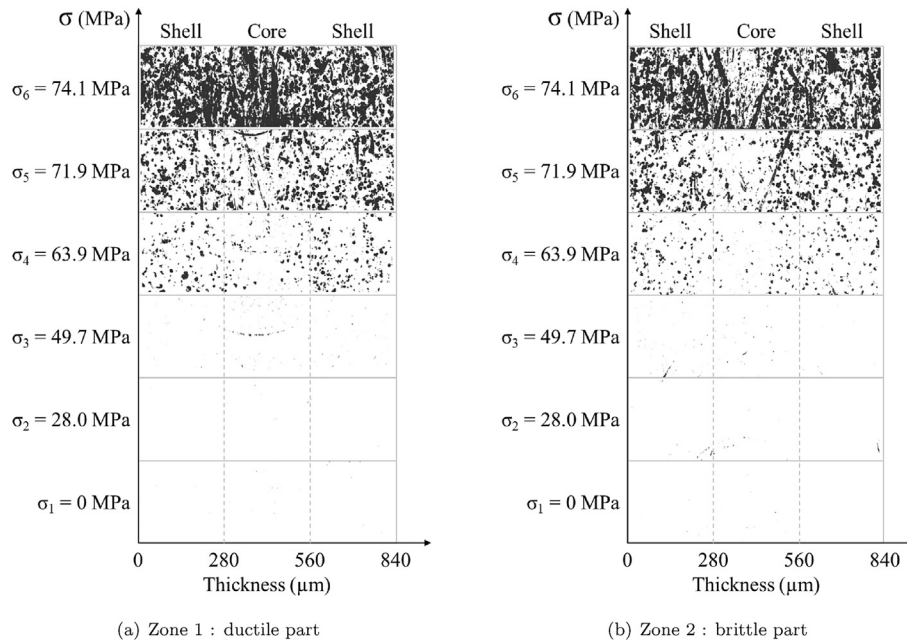 σ (MPa)
Shell Core Shell
σ6 = 74.1 MPa
σ5 = 71.9 MPa
σ4 = 63.9 MPa
σ3 = 49.7 MPa
σ2 = 28.0 MPa
σ1 = 0 MPa
0 280 560 840
Thickness (µm)
(a) Zone 1 : ductile part
σ (MPa)
Shell Core Shell
σ6 = 74.1 MPa
σ5 = 71.9 MPa
σ4 = 63.9 MPa
σ3 = 49.7 MPa
σ2 = 28.0 MPa
σ1 = 0 MPa
0 280 560 840
Thickness (µm)
(b) Zone 2 : brittle part